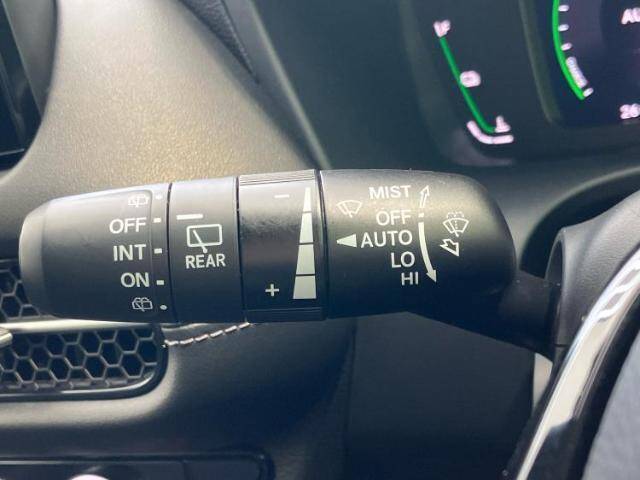 OFF
INT
ON
REAR
−
+
MIST
OFF
AUTO
LO
HI
F